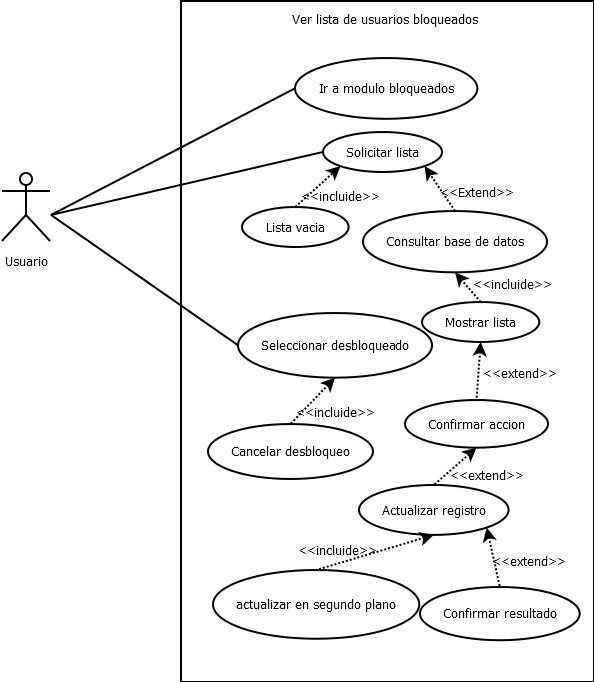 Ver lista de usuarios bloqueados
Ir a modulo bloqueados
Solicitar lista
<<incluide>>
<<Extend>>
Lista vacia
Consultar base de datos
Usuario
<<incluide>>
Mostrar lista
Seleccionar desbloqueado
<<extend>>
<<incluide>>
Confirmar accion
Cancelar desbloqueo
<<extend>>
Actualizar registro
<<incluide>>
<<extend>>
actualizar en segundo plano
Confirmar resultado